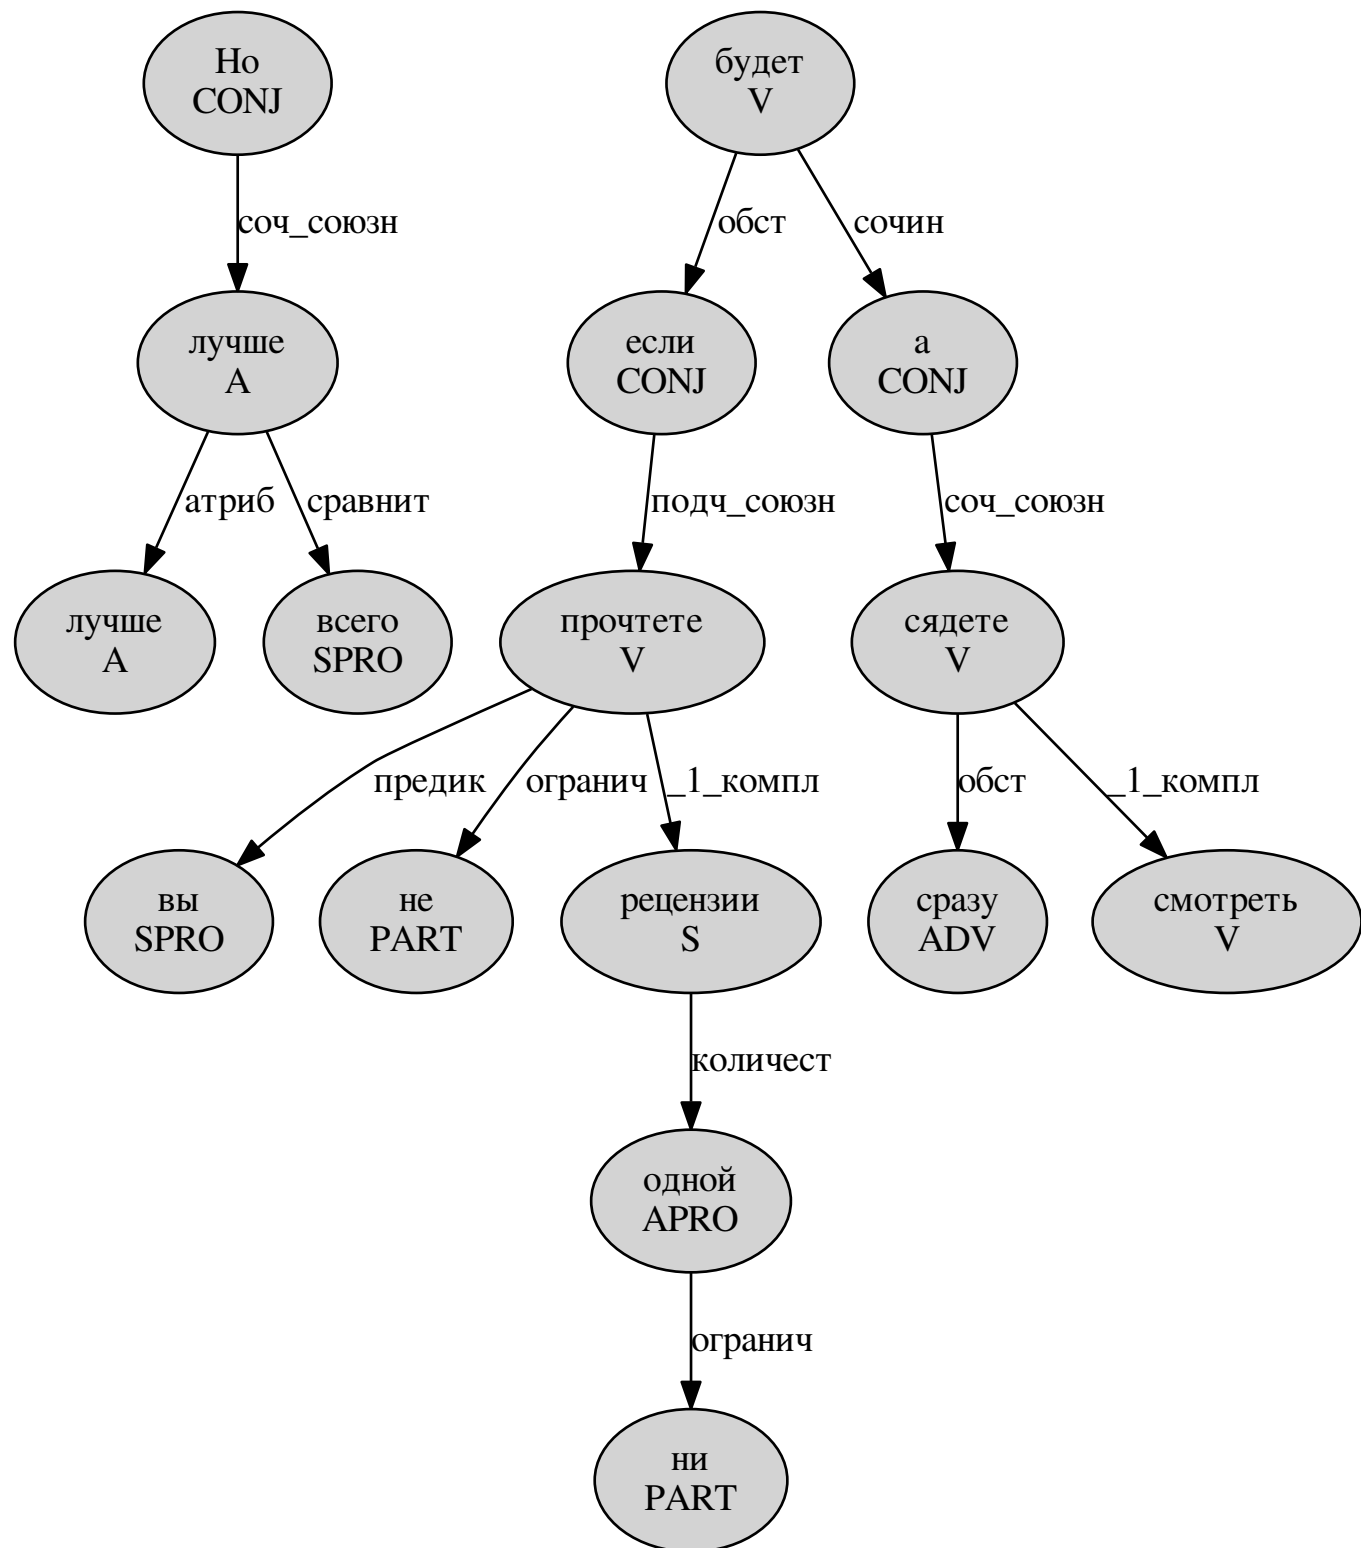 Но
CONJ
будет
V
соч_союзн
обст
сочин
лучше
A
если
CONJ
а
CONJ
атриб
сравнит
подч_союзн
соч_союзн
лучше
A
всего
SPRO
прочтете
V
сядете
V
предик
огранич
_1_компл
обст
_1_компл
вы
SPRO
не
PART
рецензии
S
сразу
ADV
смотреть
V
количест
одной
APRO
огранич
ни
PART